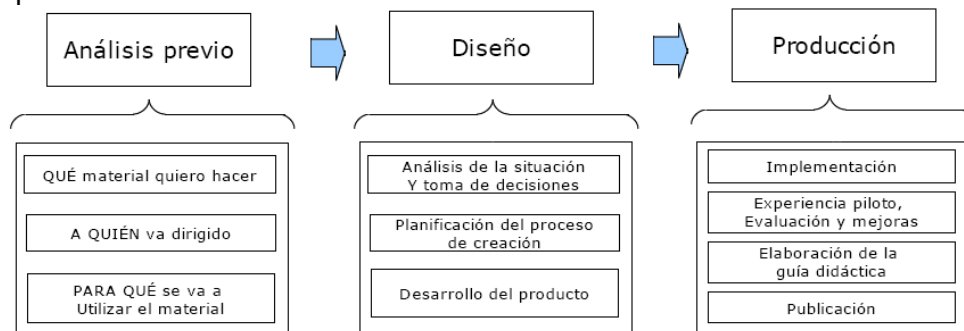 Análisis previo
Diseño
Producción
QUÉ material quiero hacer
A QUIÉN va dirigido
PARA QUÉ se va a
Utilizar el material
Análisis de la situación
Y toma de decisiones
Planificación del proceso
de creación
Desarrollo del producto
Implementación
Experiencia piloto,
Evaluación y mejoras
Elaboración de la
guía didáctica
Publicación